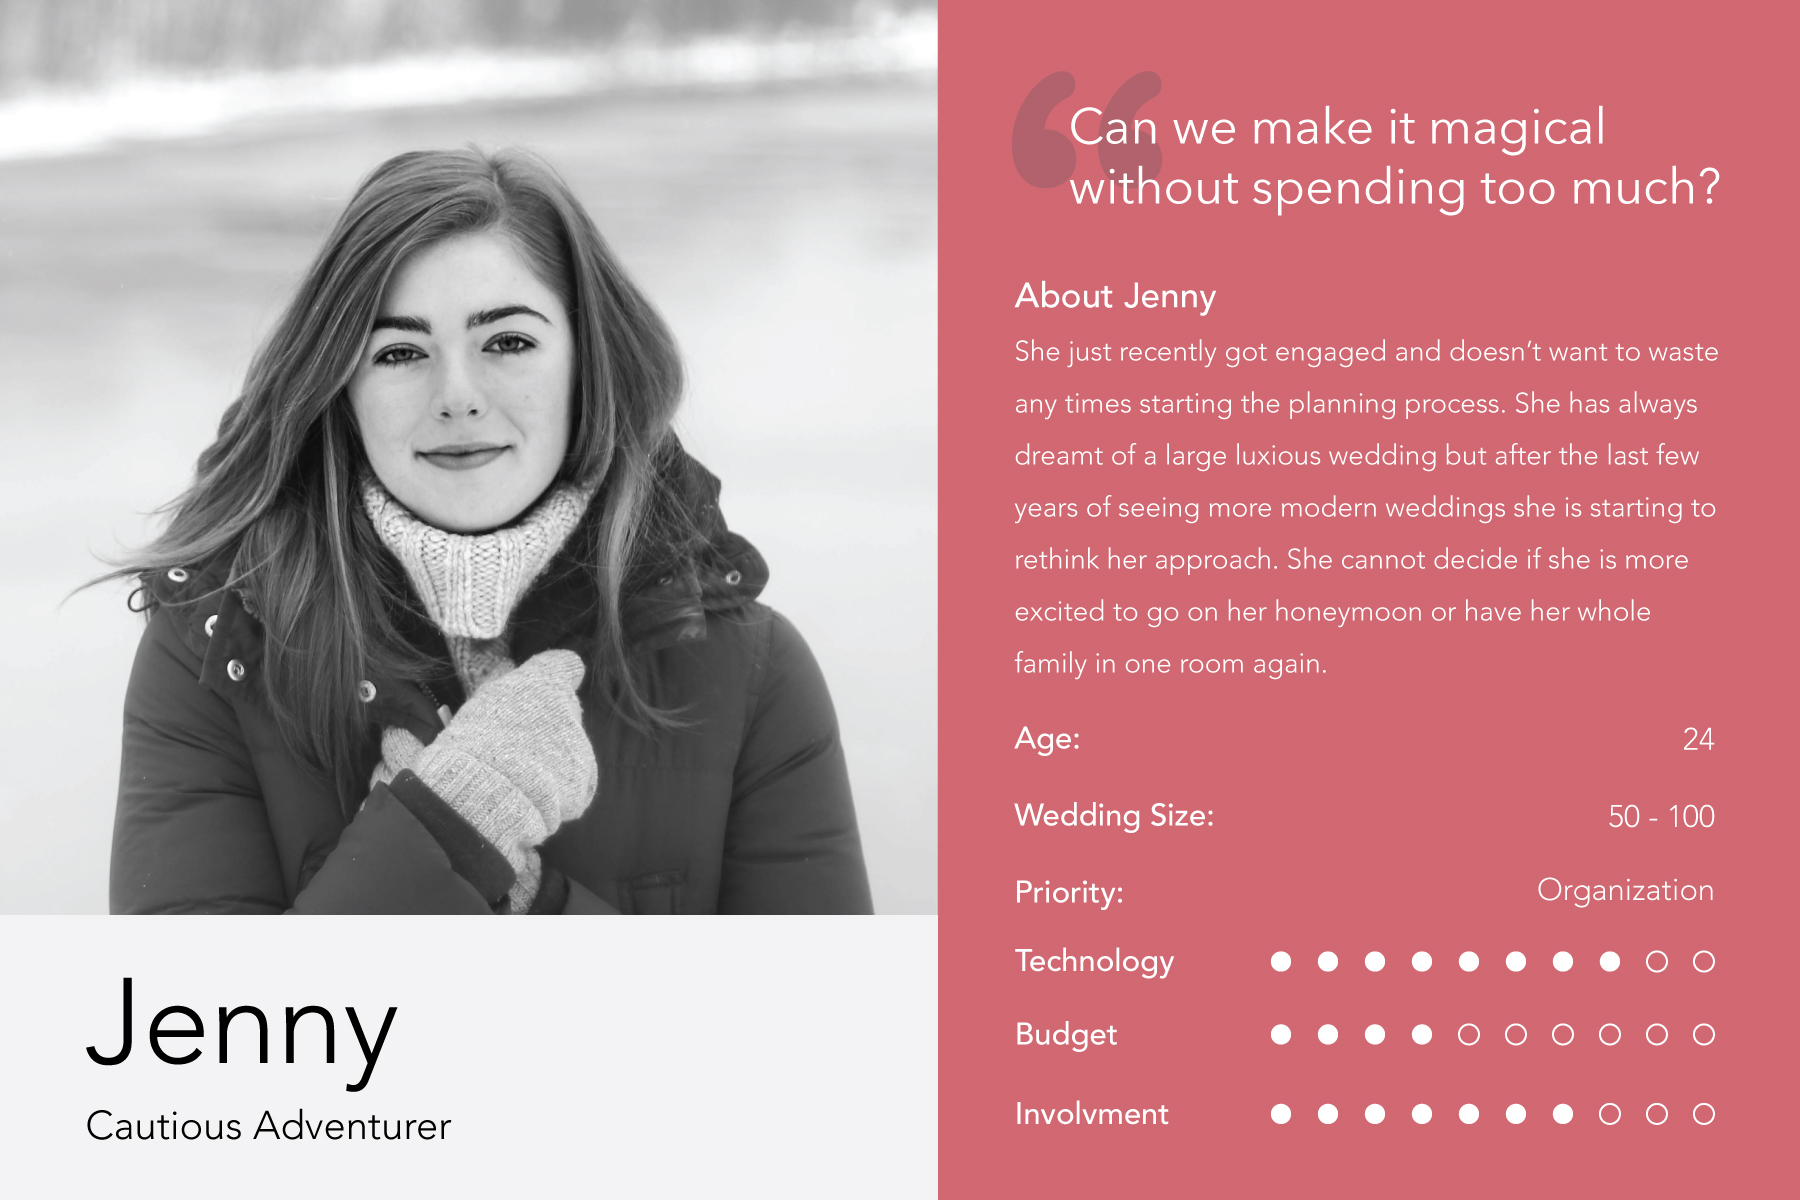 Can we make it magical
without spending too much?
About Jenny
She just recently got engaged and doesn’t want to waste
any times starting the planning process. She has always
dreamt of a large luxious wedding but after the last few
years of seeing more modern weddings she is starting to
rethink her approach. She cannot decide if she is more
excited to go on her honeymoon or have her whole
family in one room again.
Age: 24
Wedding Size: 50 - 100
Priority: Organization
Technology
Budget
Involvment
Jenny
Cautious Adventurer